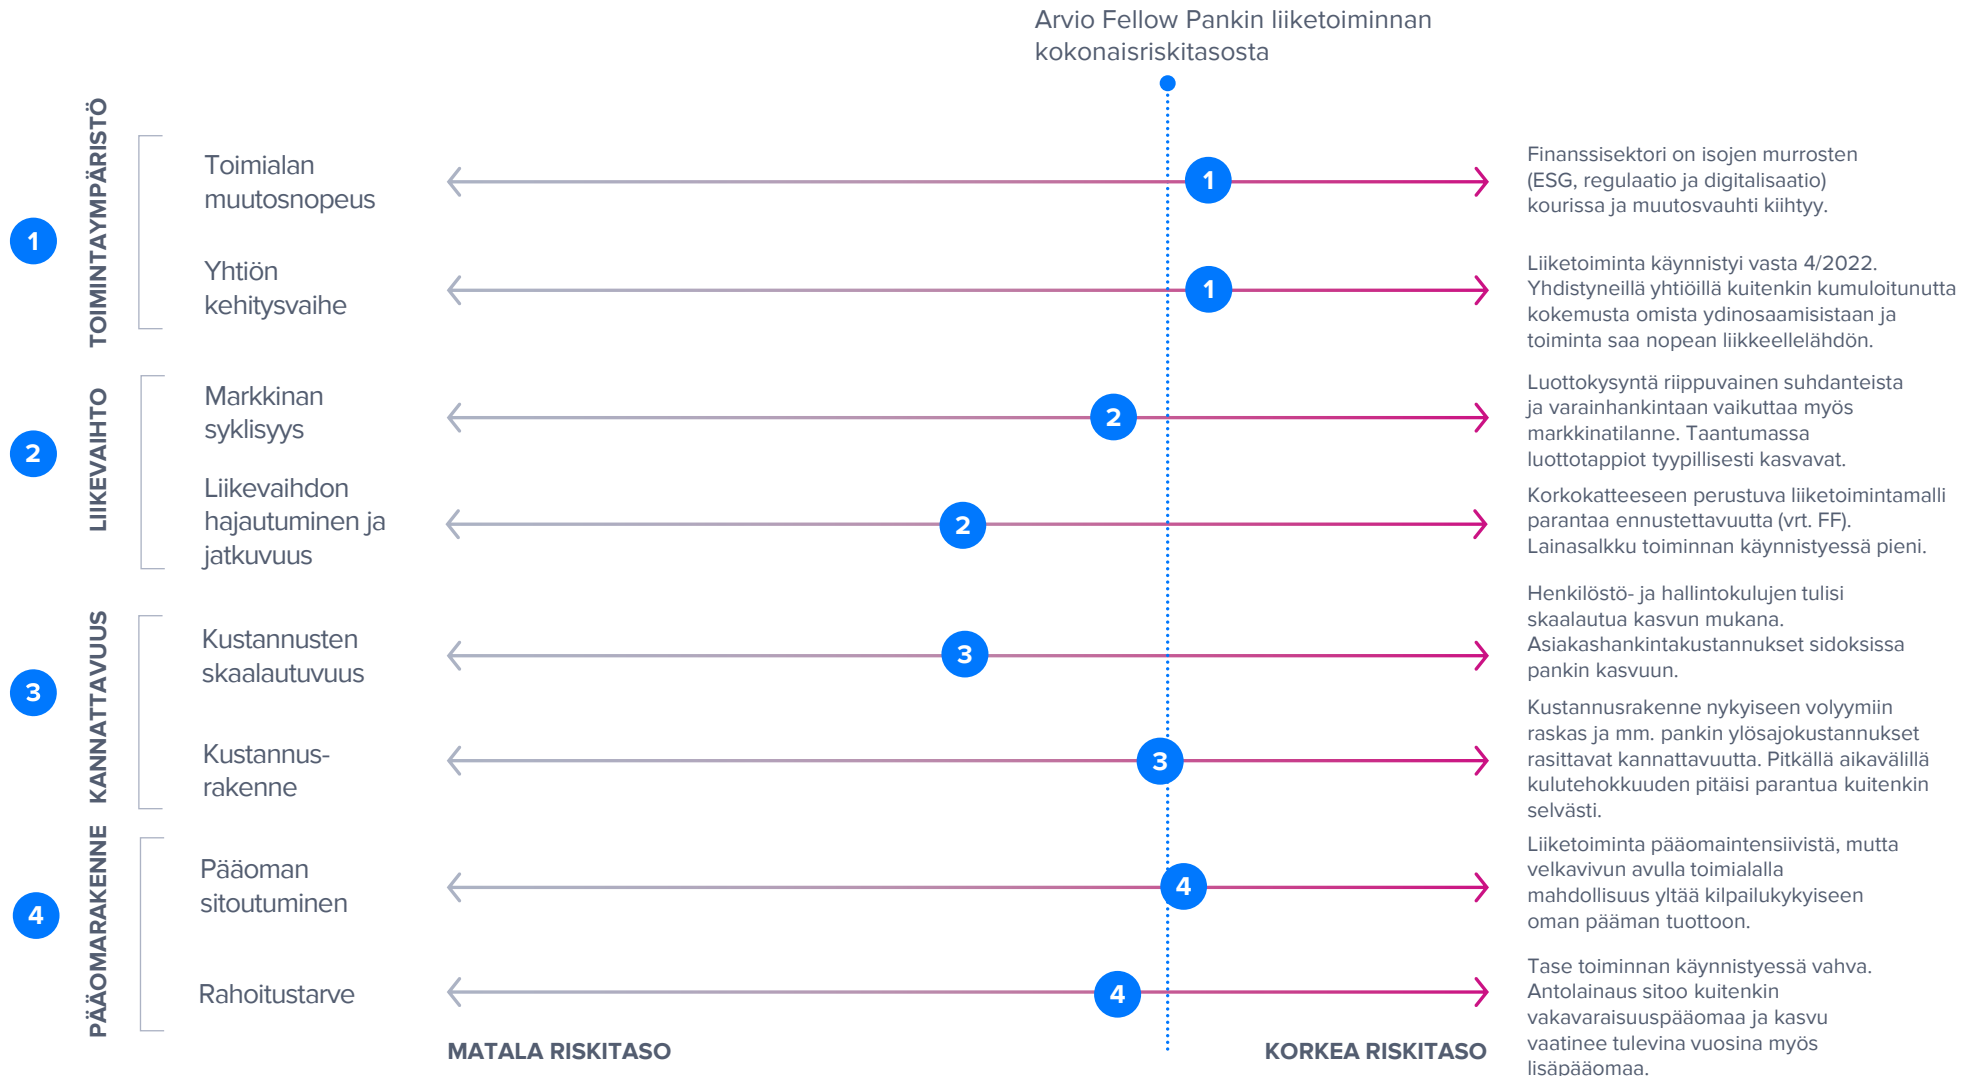 Arvio Fellow Pankin liiketoiminnan
kokonaisriskitasosta
1
TOIMINTAYMPÄRISTÖ
Toimialan
muutosnopeus
1
Finanssisektori on isojen murrosten
(ESG, regulaatio ja digitalisaatio)
kourissa ja muutosvauhti kiihtyy.
Yhtiön
kehitysvaihe
1
Liiketoiminta käynnistyi vasta 4/2022.
Yhdistyneillä yhtiöillä kuitenkin kumuloitunutta
kokemusta omista ydinosaamisistaan ja
toiminta saa nopean liikkeellelähdön.
2
LIIKEVAIHTO
Markkinan
syklisyys
2
Luottokysyntä riippuvainen suhdanteista
ja varainhankintaan vaikuttaa myös
markkinatilanne. Taantumassa
luottotappiot tyypillisesti kasvavat.
Liikevaihdon
hajautuminen ja
jatkuvuus
2
Korkokatteeseen perustuva liiketoimintamalli
parantaa ennustettavuutta (vrt. FF).
Lainasalkku toiminnan käynnistyessä pieni.
3
KANNATTAVUUS
Kustannusten
skaalautuvuus
3
Henkilöstö- ja hallintokulujen tulisi
skaalautua kasvun mukana.
Asiakashankintakustannukset sidoksissa
pankin kasvuun.
Kustannus-
rakenne
3
Kustannusrakenne nykyiseen volyymiin
raskas ja mm. pankin ylösajokustannukset
rasittavat kannattavuutta. Pitkällä aikavälillä
kulutehokkuuden pitäisi parantua kuitenkin
selvästi.
4
PÄÄOMARAKENNE
Pääoman
sitoutuminen
4
Liiketoiminta pääomaintensiivistä, mutta
velkavivun avulla toimialalla
mahdollisuus yltää kilpailukykyiseen
oman pääman tuottoon.
Rahoitustarve
4
Tase toiminnan käynnistyessä vahva.
Antolainaus sitoo kuitenkin
vakavaraisuuspääomaa ja kasvu
vaatinee tulevina vuosina myös
lisäpääomaa.
MATALA RISKITASO
KORKEA RISKITASO